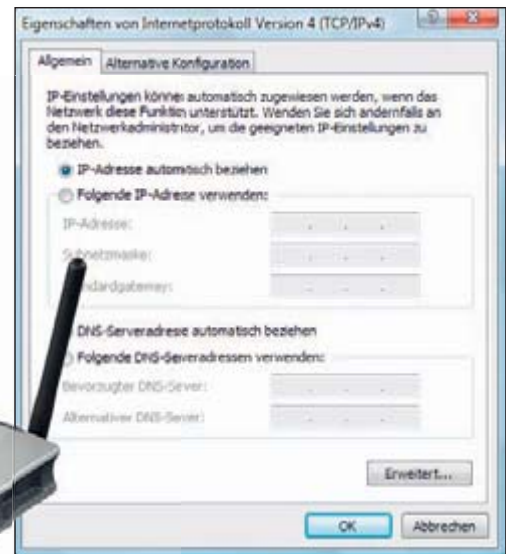 Eigenschaften von Internetprotokoll Version 4 (TCP/IPv4)
Allgemein
Alternative Konfiguration
IP-Einstellungen können automatisch zugewiesen werden, wenn das
Netzwerk diese Funktion unterstützt. Wenden Sie sich andernfalls an
den Netzwerkadministrator, um die geeigneten IP-Einstellungen zu
beziehen.
IP-Adresse automatisch beziehen
Folgende IP-Adresse verwenden:
IP-Adresse:
Subnetzmaske:
Standardgateway:
DNS-Serveradresse automatisch beziehen
Folgende DNS-Serveradressen verwenden:
Bevorzugter DNS-Server:
Alternativer DNS-Server:
Erweitert...
OK
Abbrechen